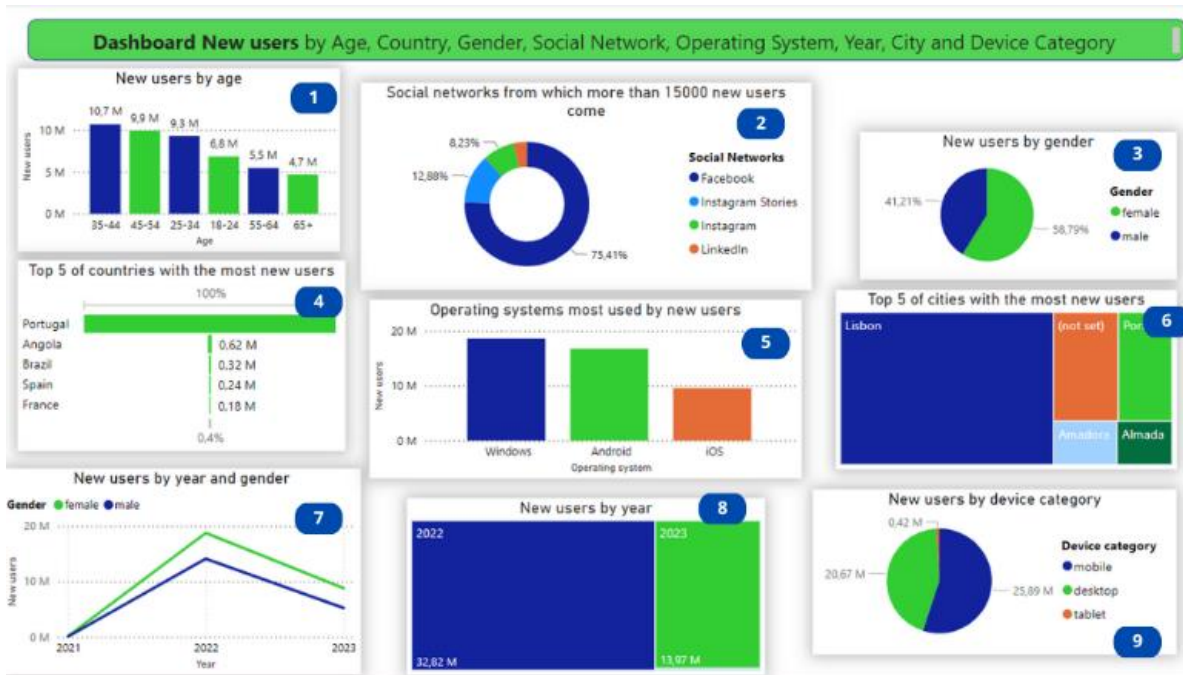 Dashboard New users by Age, Country, Gender, Social Network, Operating System, Year, City and Device Category
New users by age
1
10,7 M
9,9 M
9,3 M
6,8 M
5,5 M
4,7 M
10 M
5 M
0 M
New users
35-44
45-54
25-34
18-24
55-64
65+
Age
Social networks from which more than 15000 new users
come
2
8,23%
12,88%
75,41%
Social Networks
Facebook
Instagram Stories
Instagram
LinkedIn
New users by gender
3
41,21%
58,79%
Gender
female
male
Top 5 of countries with the most new users
4
100%
Portugal
Angola
0.62 M
Brazil
0.32 M
Spain
0,24 M
France
0,18 M
0,4%
Operating systems most used by new users
5
20 M
10 M
0 M
New users
Windows
Android
iOS
Operating system
Top 5 of cities with the most new users
6
Lisbon
(not set)
Amadora
Almada
New users by year and gender
7
Gender female male
20 M
10 M
0 M
New users
2021
2022
2023
Year
New users by year
8
2022
2023
32,82 M
13,97 M
New users by device category
0,42 M
20,67 M
25,89 M
Device category
mobile
desktop
tablet
9